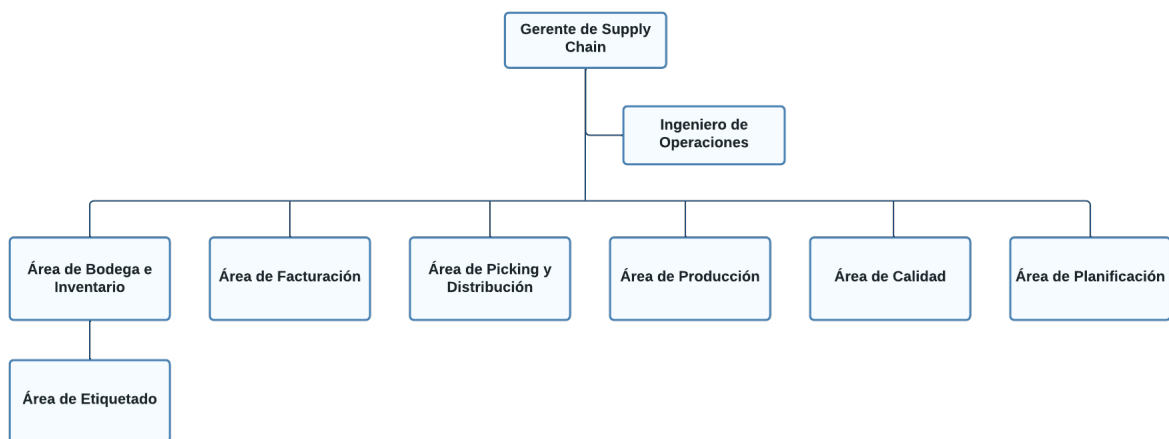 Gerente de Supply
Chain
Ingeniero de
Operaciones
Área de Bodega e
Inventario
Área de Facturación
Área de Picking y
Distribución
Área de Producción
Área de Calidad
Área de Planificación
Área de Etiquetado